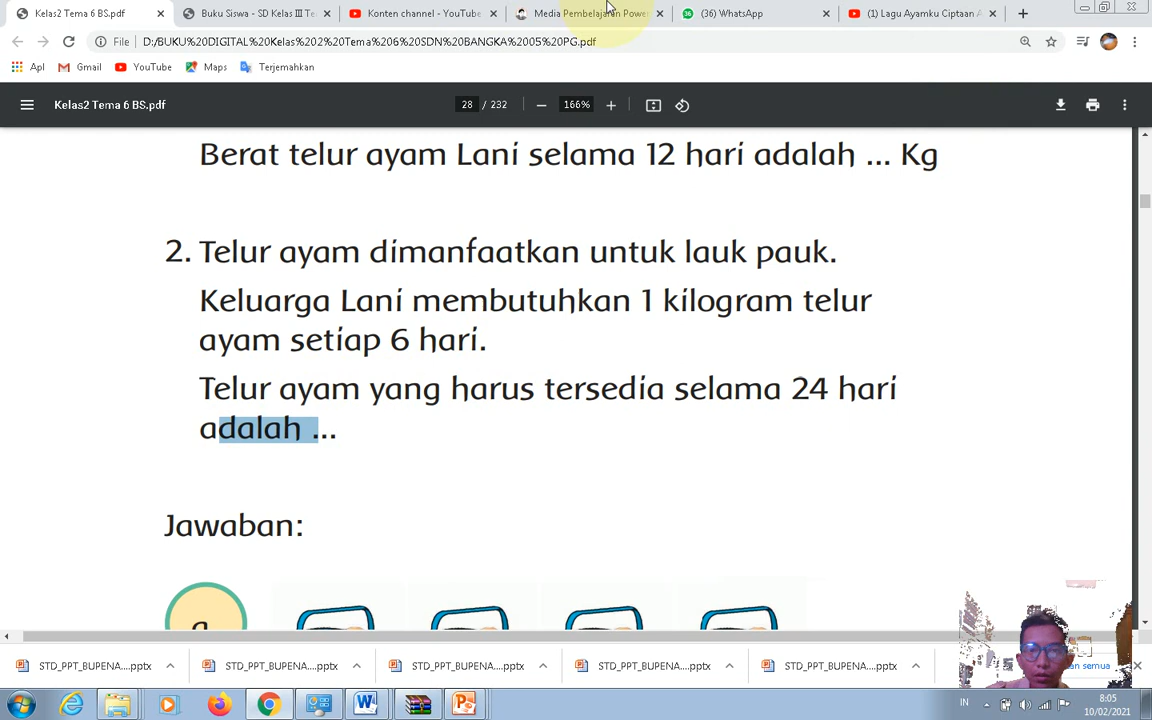 Kelas2 Tema 6 BS.pdf
Buku Siswa - SD Kelas III T
Konten channel - YouTube
Media Pembelajaran Power
(36) WhatsApp
(1) Lagu Ayamku Ciptaan A
File
D:/BUKU%20DIGITAL%20Kelas%202%20Tema%206%20SDN%20BANGKA%2005%20PG.pdf
Apl
Gmail
YouTube
Maps
Terjemahkan
Kelas2 Tema 6 BS.pdf
28 / 232
166%
Berat telur ayam Lani selama 12 hari adalah ... Kg
2. Telur ayam dimanfaatkan untuk lauk pauk.
Keluarga Lani membutuhkan 1 kilogram telur
ayam setiap 6 hari.
Telur ayam yang harus tersedia selama 24 hari
adalah ...
Jawaban:
STD_PPT_BUPENA....pptx
STD_PPT_BUPENA....pptx
STD_PPT_BUPENA....pptx
STD_PPT_BUPENA....pptx
STD_PPT_BUPENA....pptx
semua
IN
8:05
10/02/2021